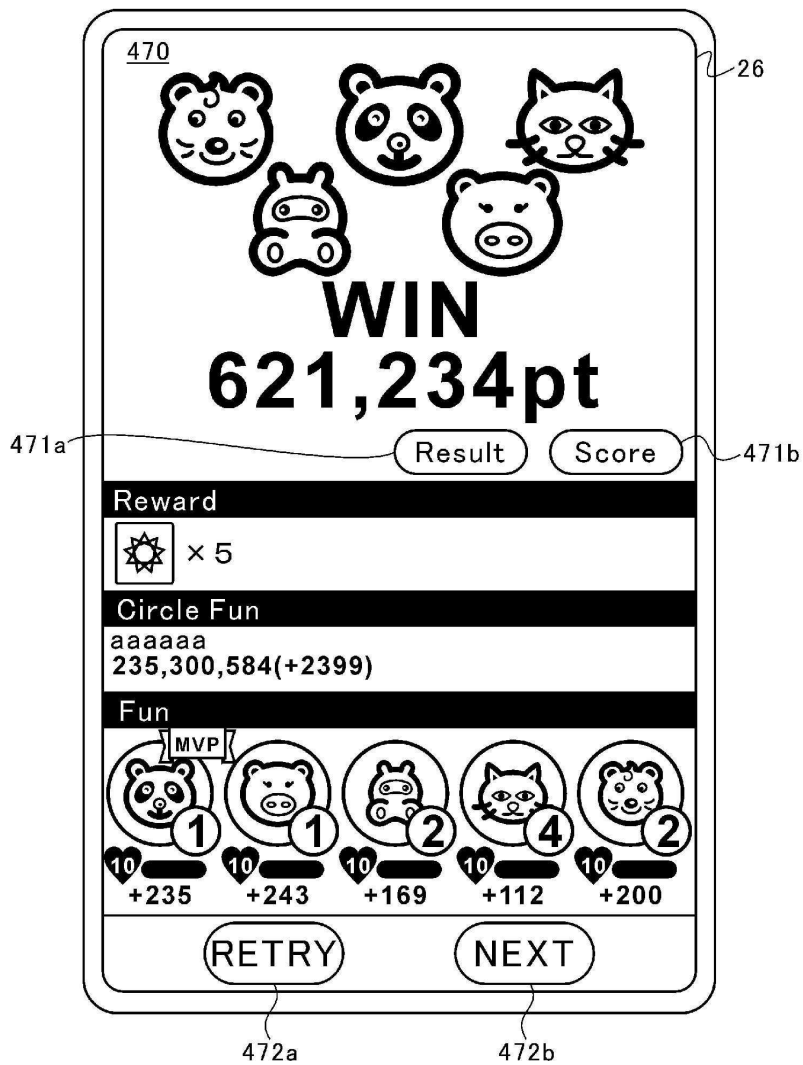 470
26
WIN
621,234pt
471a
Result
Score
471b
Reward
×5
Circle Fun
aaaaaa
235,300,584(+2399)
Fun
MVP
1 1 2 4 2
10 10 10 10 10
+235 +243 +169 +112 +200
RETRY NEXT
472a 472b